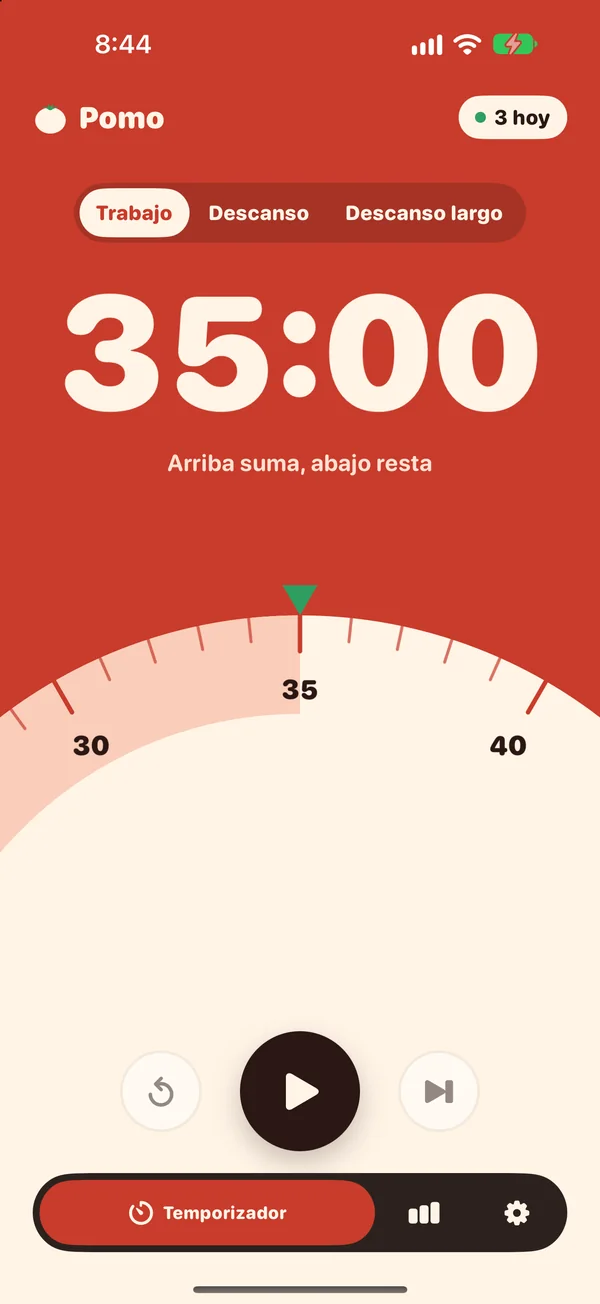 8:44
Pomo
3 hoy
Trabajo Descanso Descanso largo
35:00
Arriba suma, abajo resta
35
30 40
Temporizador